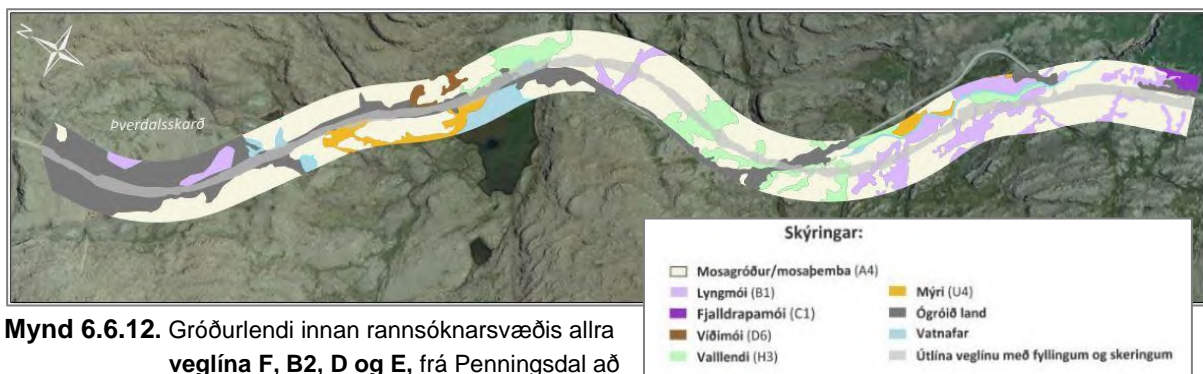 N
Þverdalsskarð
Skýringar:
Mosagróður/mosaþemba (A4)
Lyngmói (B1)
Fjalldrapamói (C1)
Víðimói (D6)
Valllendi (H3)
Mýri (U4)
Ógróið land
Vatnafar
Útlína veglínu með fyllingum og skeringum
Mynd 6.6.12. Gróðurlendi innan rannsóknarsvæðis allra
veglína F, B2, D og E, frá Penningsdal að